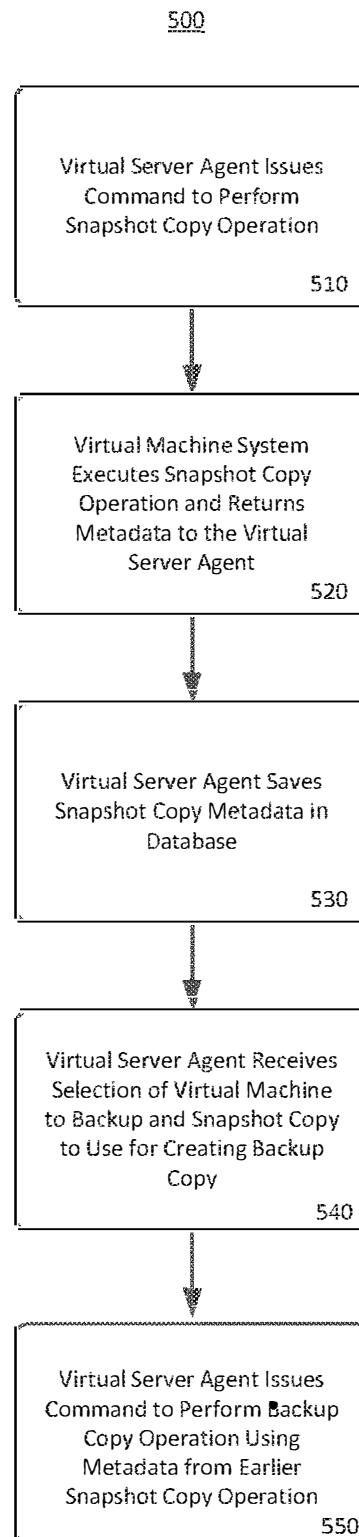 500
Virtual Server Agent Issues
Command to Perform
Snapshot Copy Operation
510
Virtual Machine System
Executes Snapshot Copy
Operation and Returns
Metadata to the Virtual
Server Agent
520
Virtual Server Agent Saves
Snapshot Copy Metadata in
Database
530
Virtual Server Agent Receives
Selection of Virtual Machine
to Backup and Snapshot Copy
to Use for Creating Backup
Copy
540
Virtual Server Agent Issues
Command to Perform Backup
Copy Operation Using
Metadata from Earlier
Snapshot Copy Operation
550